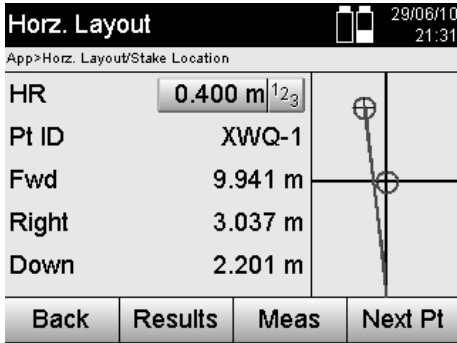 Horz. Layout
29/06/10
21:31
App>Horz. Layout/Stake Location
HR 0.400 m 123
Pt ID XWQ-1
Fwd 9.941 m
Right 3.037 m
Down 2.201 m
Back Results Meas Next Pt